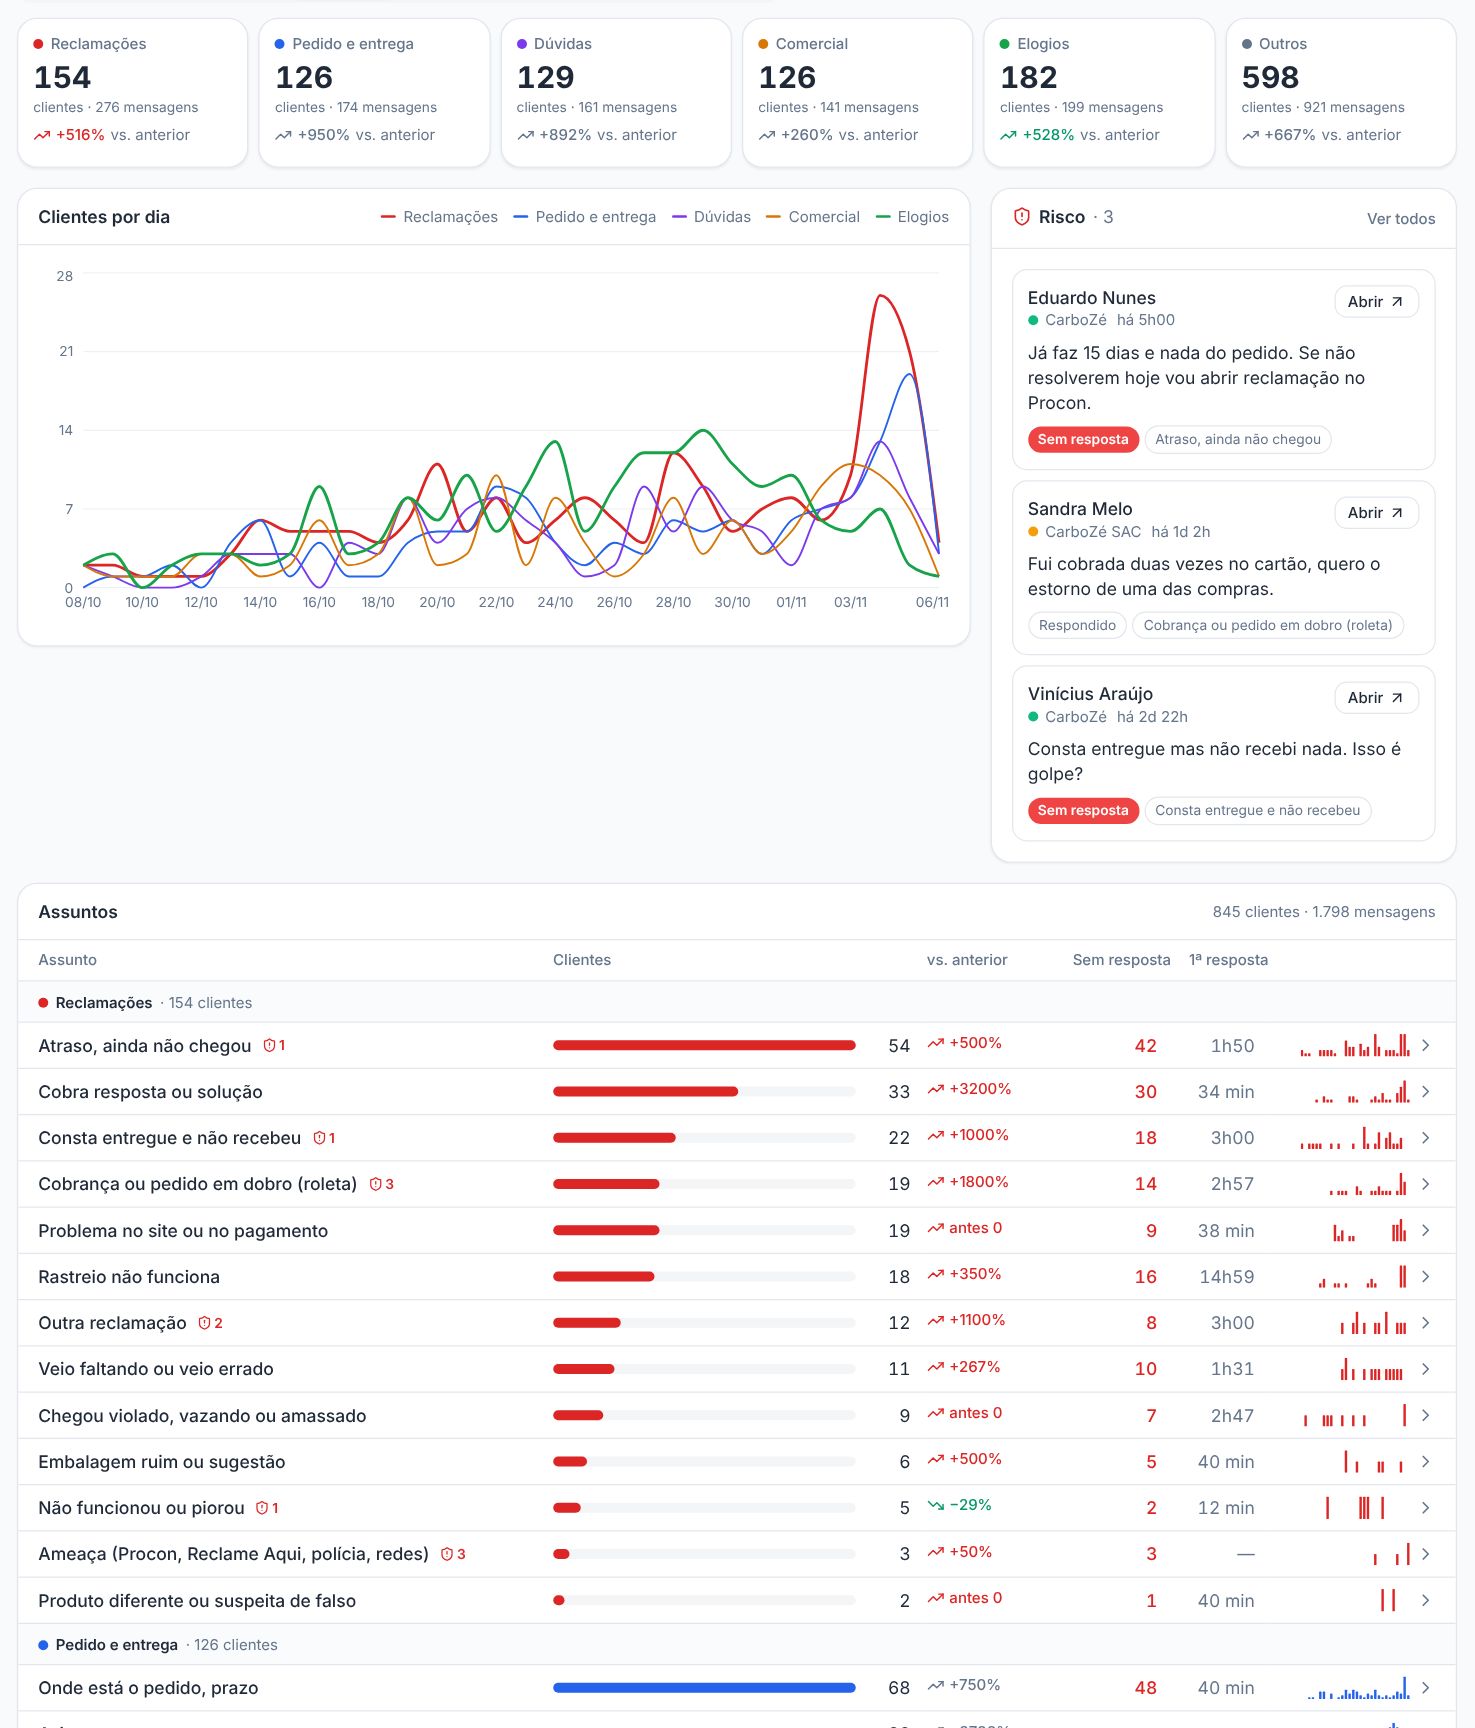 Reclamações
154
clientes · 276 mensagens
+516% vs. anterior
Pedido e entrega
126
clientes · 174 mensagens
+950% vs. anterior
Dúvidas
129
clientes · 161 mensagens
+892% vs. anterior
Comercial
126
clientes · 141 mensagens
+260% vs. anterior
Elogios
182
clientes · 199 mensagens
+528% vs. anterior
Outros
598
clientes · 921 mensagens
+667% vs. anterior
Clientes por dia
Reclamações Pedido e entrega Dúvidas Comercial Elogios
28
21
14
7
0
08/10 10/10 12/10 14/10 16/10 18/10 20/10 22/10 24/10 26/10 28/10 30/10 01/11 03/11 06/11
Risco · 3
Ver todos
Eduardo Nunes
Abrir
CarboZé há 5h00
Já faz 15 dias e nada do pedido. Se não
resolverem hoje vou abrir reclamação no
Procon.
Sem resposta Atraso, ainda não chegou
Sandra Melo
Abrir
CarboZé SAC há 1d 2h
Fui cobrada duas vezes no cartão, quero o
estorno de uma das compras.
Respondido Cobrança ou pedido em dobro (roleta)
Vinícius Araújo
Abrir
CarboZé há 2d 22h
Consta entregue mas não recebi nada. Isso é
golpe?
Sem resposta Consta entregue e não recebeu
Assuntos
845 clientes · 1.798 mensagens
Assunto Clientes vs. anterior Sem resposta 1ª resposta
Reclamações · 154 clientes
Atraso, ainda não chegou 1 54 +500% 42 1h50
Cobra resposta ou solução 33 +3200% 30 34 min
Consta entregue e não recebeu 1 22 +1000% 18 3h00
Cobrança ou pedido em dobro (roleta) 3 19 +1800% 14 2h57
Problema no site ou no pagamento 19 antes 0 9 38 min
Rastreio não funciona 18 +350% 16 14h59
Outra reclamação 2 12 +1100% 8 3h00
Veio faltando ou veio errado 11 +267% 10 1h31
Chegou violado, vazando ou amassado 9 antes 0 7 2h47
Embalagem ruim ou sugestão 6 +500% 5 40 min
Não funcionou ou piorou 1 5 −29% 2 12 min
Ameaça (Procon, Reclame Aqui, polícia, redes) 3 3 +50% 3 —
Produto diferente ou suspeita de falso 2 antes 0 1 40 min
Pedido e entrega · 126 clientes
Onde está o pedido, prazo 68 +750% 48 40 min